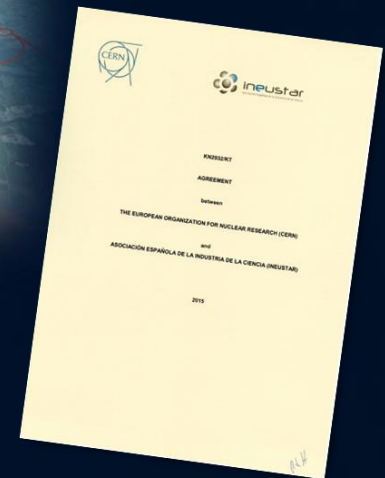 CERN
ineustar
KN2932/KT
AGREEMENT
between
THE EUROPEAN ORGANIZATION FOR NUCLEAR RESEARCH (CERN)
and
ASOCIACIÓN ESPAÑOLA DE LA INDUSTRIA DE LA CIENCIA (INEUSTAR)
2015